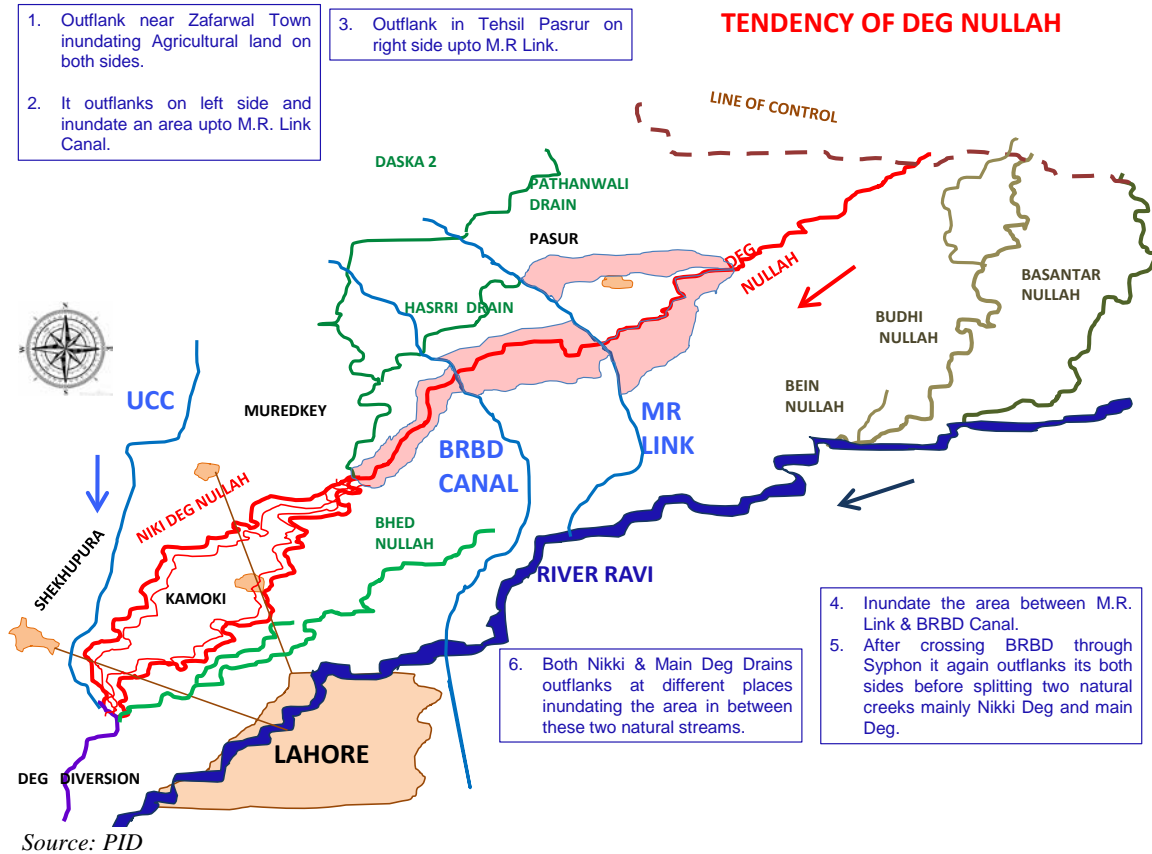 TENDENCY OF DEG NULLAH
1. Outflank near Zafarwal Town
inundating Agricultural land on
both sides.
2. It outflanks on left side and
inundate an area upto M.R. Link
Canal.
3. Outflank in Tehsil Pasrur on
right side upto M.R Link.
LINE OF CONTROL
DASKA 2
PATHANWALI
DRAIN
PASUR
DEG
NULLAH
BASANTAR
NULLAH
HASRRI DRAIN
BUDHI
NULLAH
N
W
E
S
BEIN
NULLAH
UCC
MUREDKEY
MR
LINK
BRBD
CANAL
NIKI DEG NULLAH
BHED
NULLAH
SHEKHUPURA
RIVER RAVI
KAMOKI
4. Inundate the area between M.R.
Link & BRBD Canal.
5. After crossing BRBD through
Syphon it again outflanks its both
sides before splitting two natural
creeks mainly Nikki Deg and main
Deg.
6. Both Nikki & Main Deg Drains
outflanks at different places
inundating the area in between
these two natural streams.
LAHORE
DEG DIVERSION
Source: PID